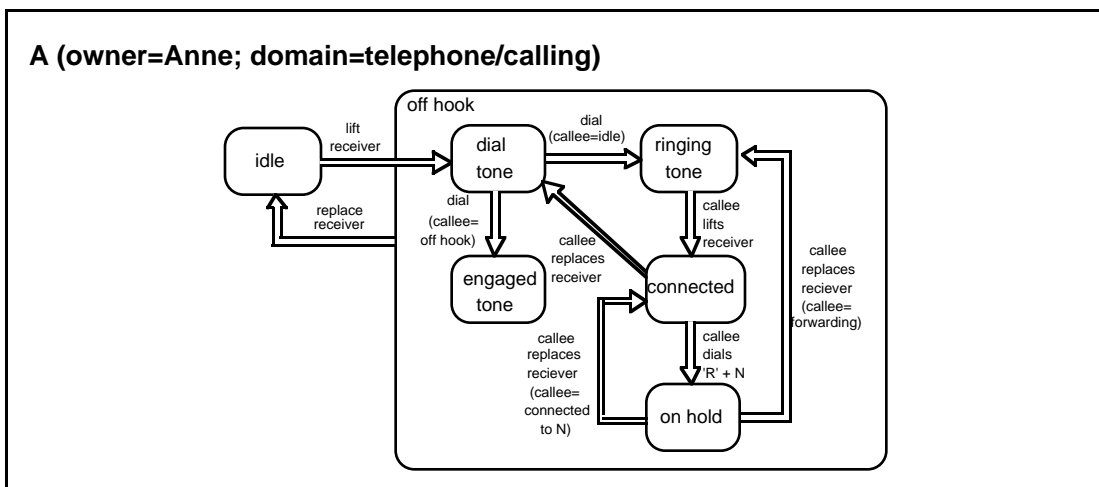 A (owner=Anne; domain=telephone/calling)
off hook
idle
lift
receiver
replace
receiver
dial
tone
dial
(callee=idle)
ringing
tone
dial
(callee=
off hook)
engaged
tone
callee
replaces
receiver
callee
lifts
receiver
connected
callee
replaces
reciever
(callee=
connected
to N)
callee
dials
'R' + N
on hold
callee
replaces
reciever
(callee=
forwarding)